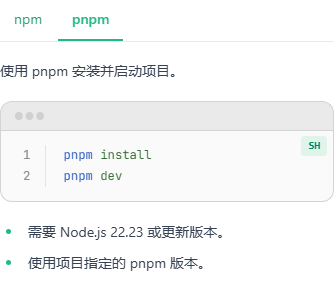 npm pnpm
使用 pnpm 安装并启动项目。
SH
1 pnpm install
2 pnpm dev
需要 Node.js 22.23 或更新版本。
使用项目指定的 pnpm 版本。